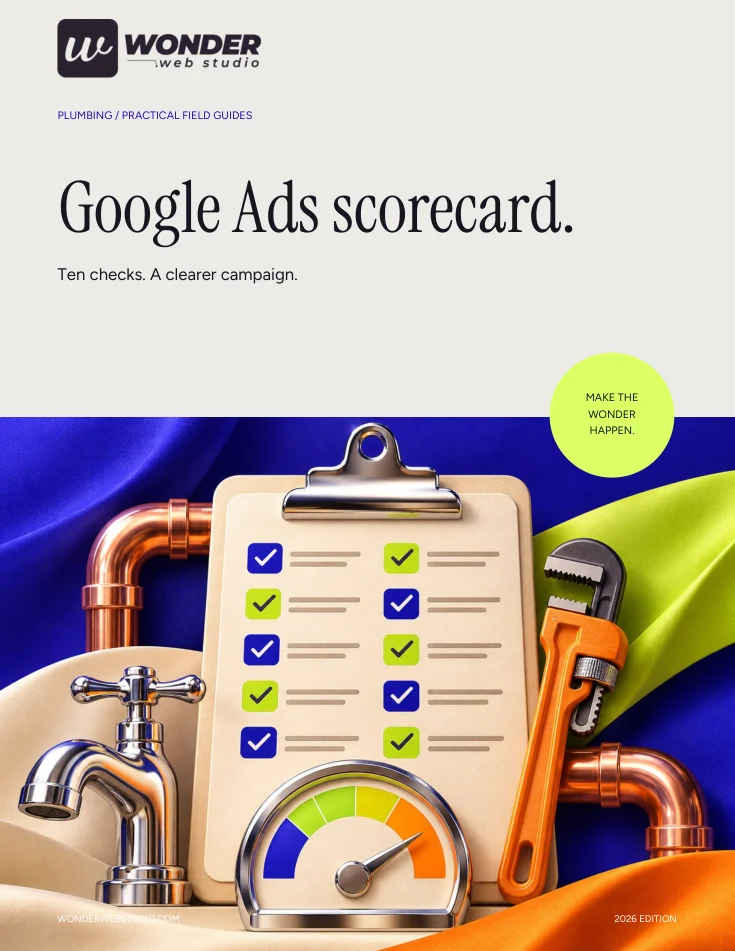 w WONDER
web studio
PLUMBING / PRACTICAL FIELD GUIDES
Google Ads scorecard.
Ten checks. A clearer campaign.
MAKE THE
WONDER
HAPPEN.
WONDERWEBSTUDIO.COM
2026 EDITION